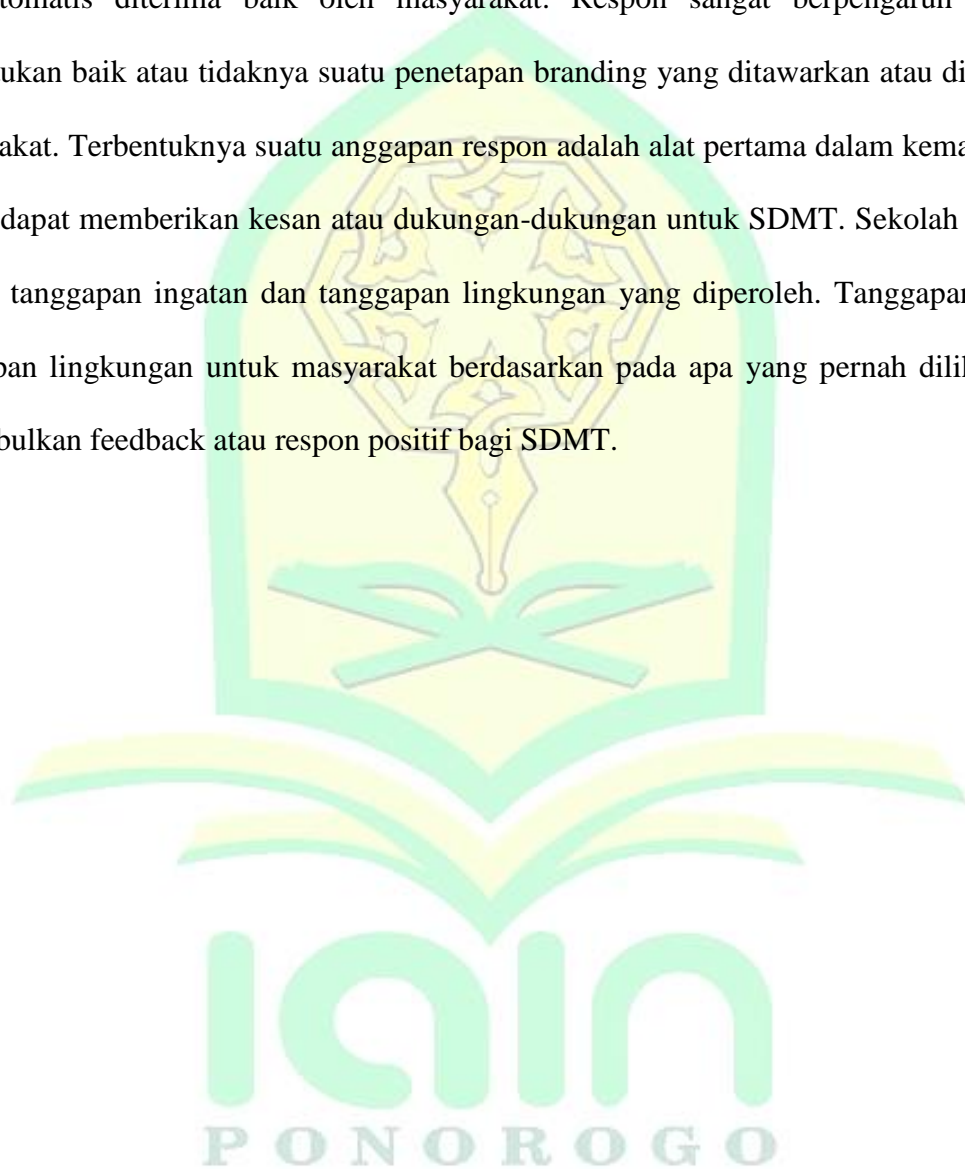 tomatis diterima baik oleh masyarakat. Respon sangat berpengaruh
tukan baik atau tidaknya suatu penetapan branding yang ditawarkan atau di
akat. Terbentuknya suatu anggapan respon adalah alat pertama dalam kema
dapat memberikan kesan atau dukungan-dukungan untuk SDMT. Sekolah
tanggapan ingatan dan tanggapan lingkungan yang diperoleh. Tanggapan
pan lingkungan untuk masyarakat berdasarkan pada apa yang pernah dilil
bulkan feedback atau respon positif bagi SDMT.
iain
PONOROGO